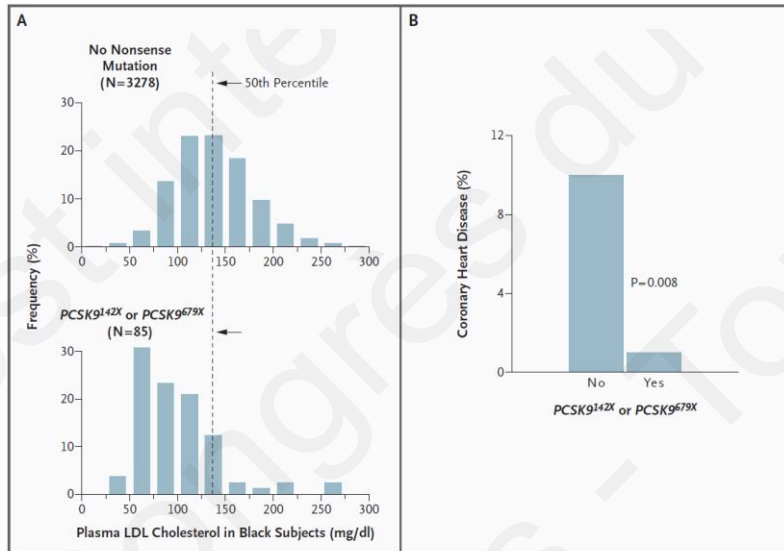 A
No Nonsense
Mutation
(N=3278)
50th Percentile
30
20
10
0
0 50 100 150 200 250 300
Frequency (%)
PCSK9142X or PCSK9679X
(N=85)
30
20
10
0
0 50 100 150 200 250 300
Plasma LDL Cholesterol in Black Subjects (mg/dl)
B
12
8
4
0
Coronary Heart Disease (%)
P=0.008
No Yes
PCSK9142X or PCSK9679X